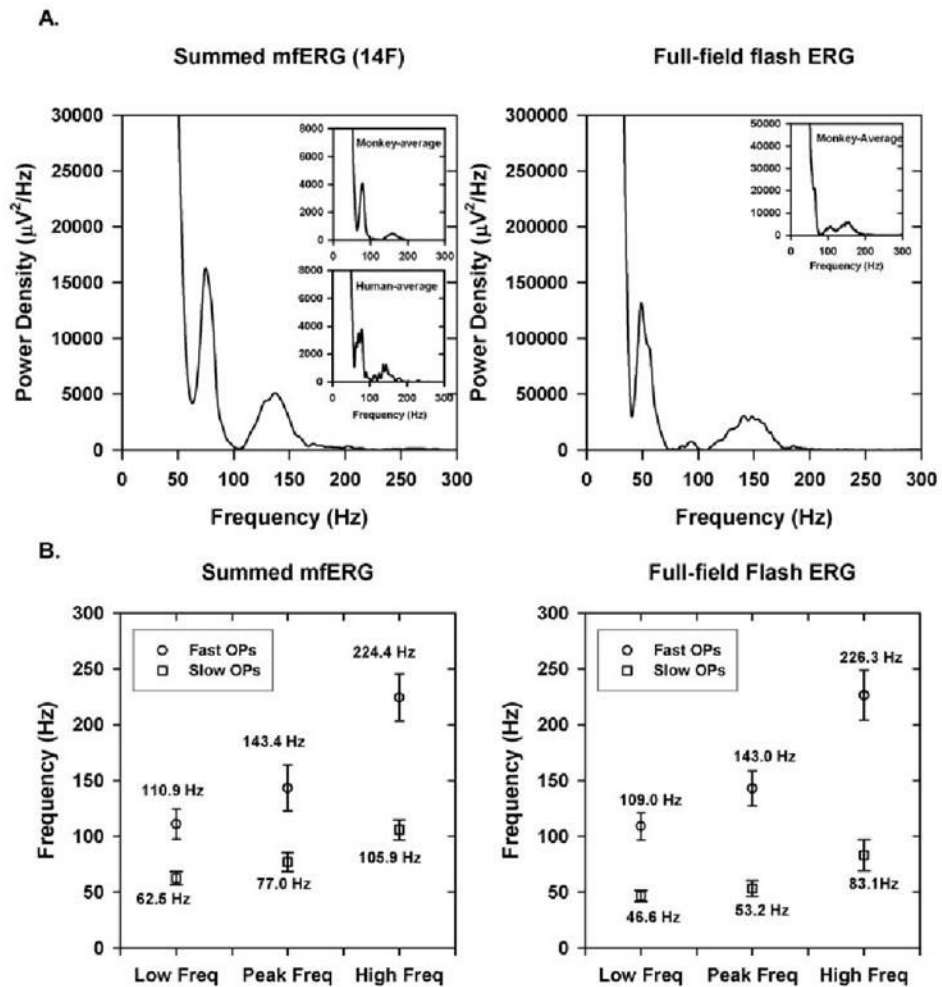 A.
Summed mfERG (14F)
30000
25000
20000
15000
10000
5000
0
Power Density (µV²/Hz)
0 50 100 150 200 250 300
Frequency (Hz)
8000
6000
4000
2000
0
Monkey-average
0 100 200 300
Frequency (Hz)
8000
6000
4000
2000
0
Human-average
0 100 200 300
Frequency (Hz)
Full-field flash ERG
300000
250000
200000
150000
100000
50000
0
Power Density (µV²/Hz)
0 50 100 150 200 250 300
Frequency (Hz)
50000
40000
30000
20000
10000
0
Monkey-Average
0 100 200 300
Frequency (Hz)
B.
Summed mfERG
300
250
200
150
100
50
0
Frequency (Hz)
Fast OPs
Slow OPs
224.4 Hz
143.4 Hz
110.9 Hz
105.9 Hz
77.0 Hz
62.5 Hz
Low Freq Peak Freq High Freq
Full-field Flash ERG
300
250
200
150
100
50
0
Frequency (Hz)
Fast OPs
Slow OPs
226.3 Hz
143.0 Hz
109.0 Hz
83.1Hz
53.2 Hz
46.6 Hz
Low Freq Peak Freq High Freq